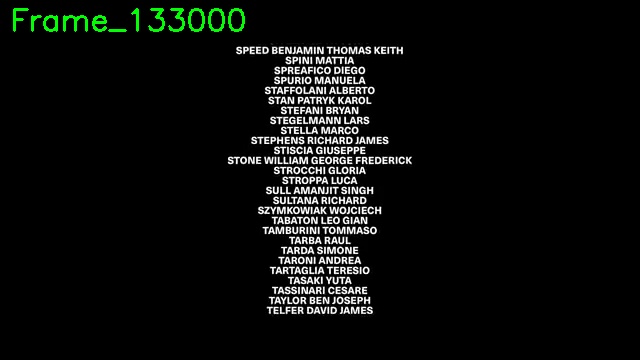 Frame_133000
SPEED BENJAMIN THOMAS KEITH
SPINI MATTIA
SPREAFICO DIEGO
SPURIO MANUELA
STAFFOLANI ALBERTO
STAN PATRYK KAROL
STEFANI BRYAN
STEGELMANN LARS
STELLA MARCO
STEPHENS RICHARD JAMES
STISCIA GIUSEPPE
STONE WILLIAM GEORGE FREDERICK
STROCCHI GLORIA
STROPPA LUCA
SULL AMANJIT SINGH
SULTANA RICHARD
SZYMKOWIAK WOJCIECH
TABATON LEO GIAN
TAMBURINI TOMMASO
TARBA RAUL
TARDA SIMONE
TARONI ANDREA
TARTAGLIA TERESIO
TASAKI YUTA
TASSINARI CESARE
TAYLOR BEN JOSEPH
TELFER DAVID JAMES